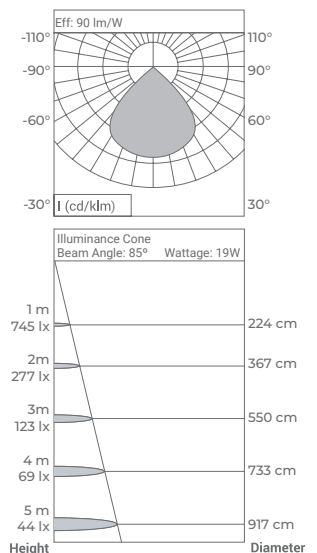 Eff: 90 lm/W
-110° 110°
-90° 90°
-60° 60°
-30° 30°
I (cd/klm)
Illuminance Cone
Beam Angle: 85º Wattage: 19W
1 m
745 lx 224 cm
2m
277 lx 367 cm
3m
123 lx 550 cm
4 m
69 lx 733 cm
5 m
44 lx 917 cm
Height Diameter